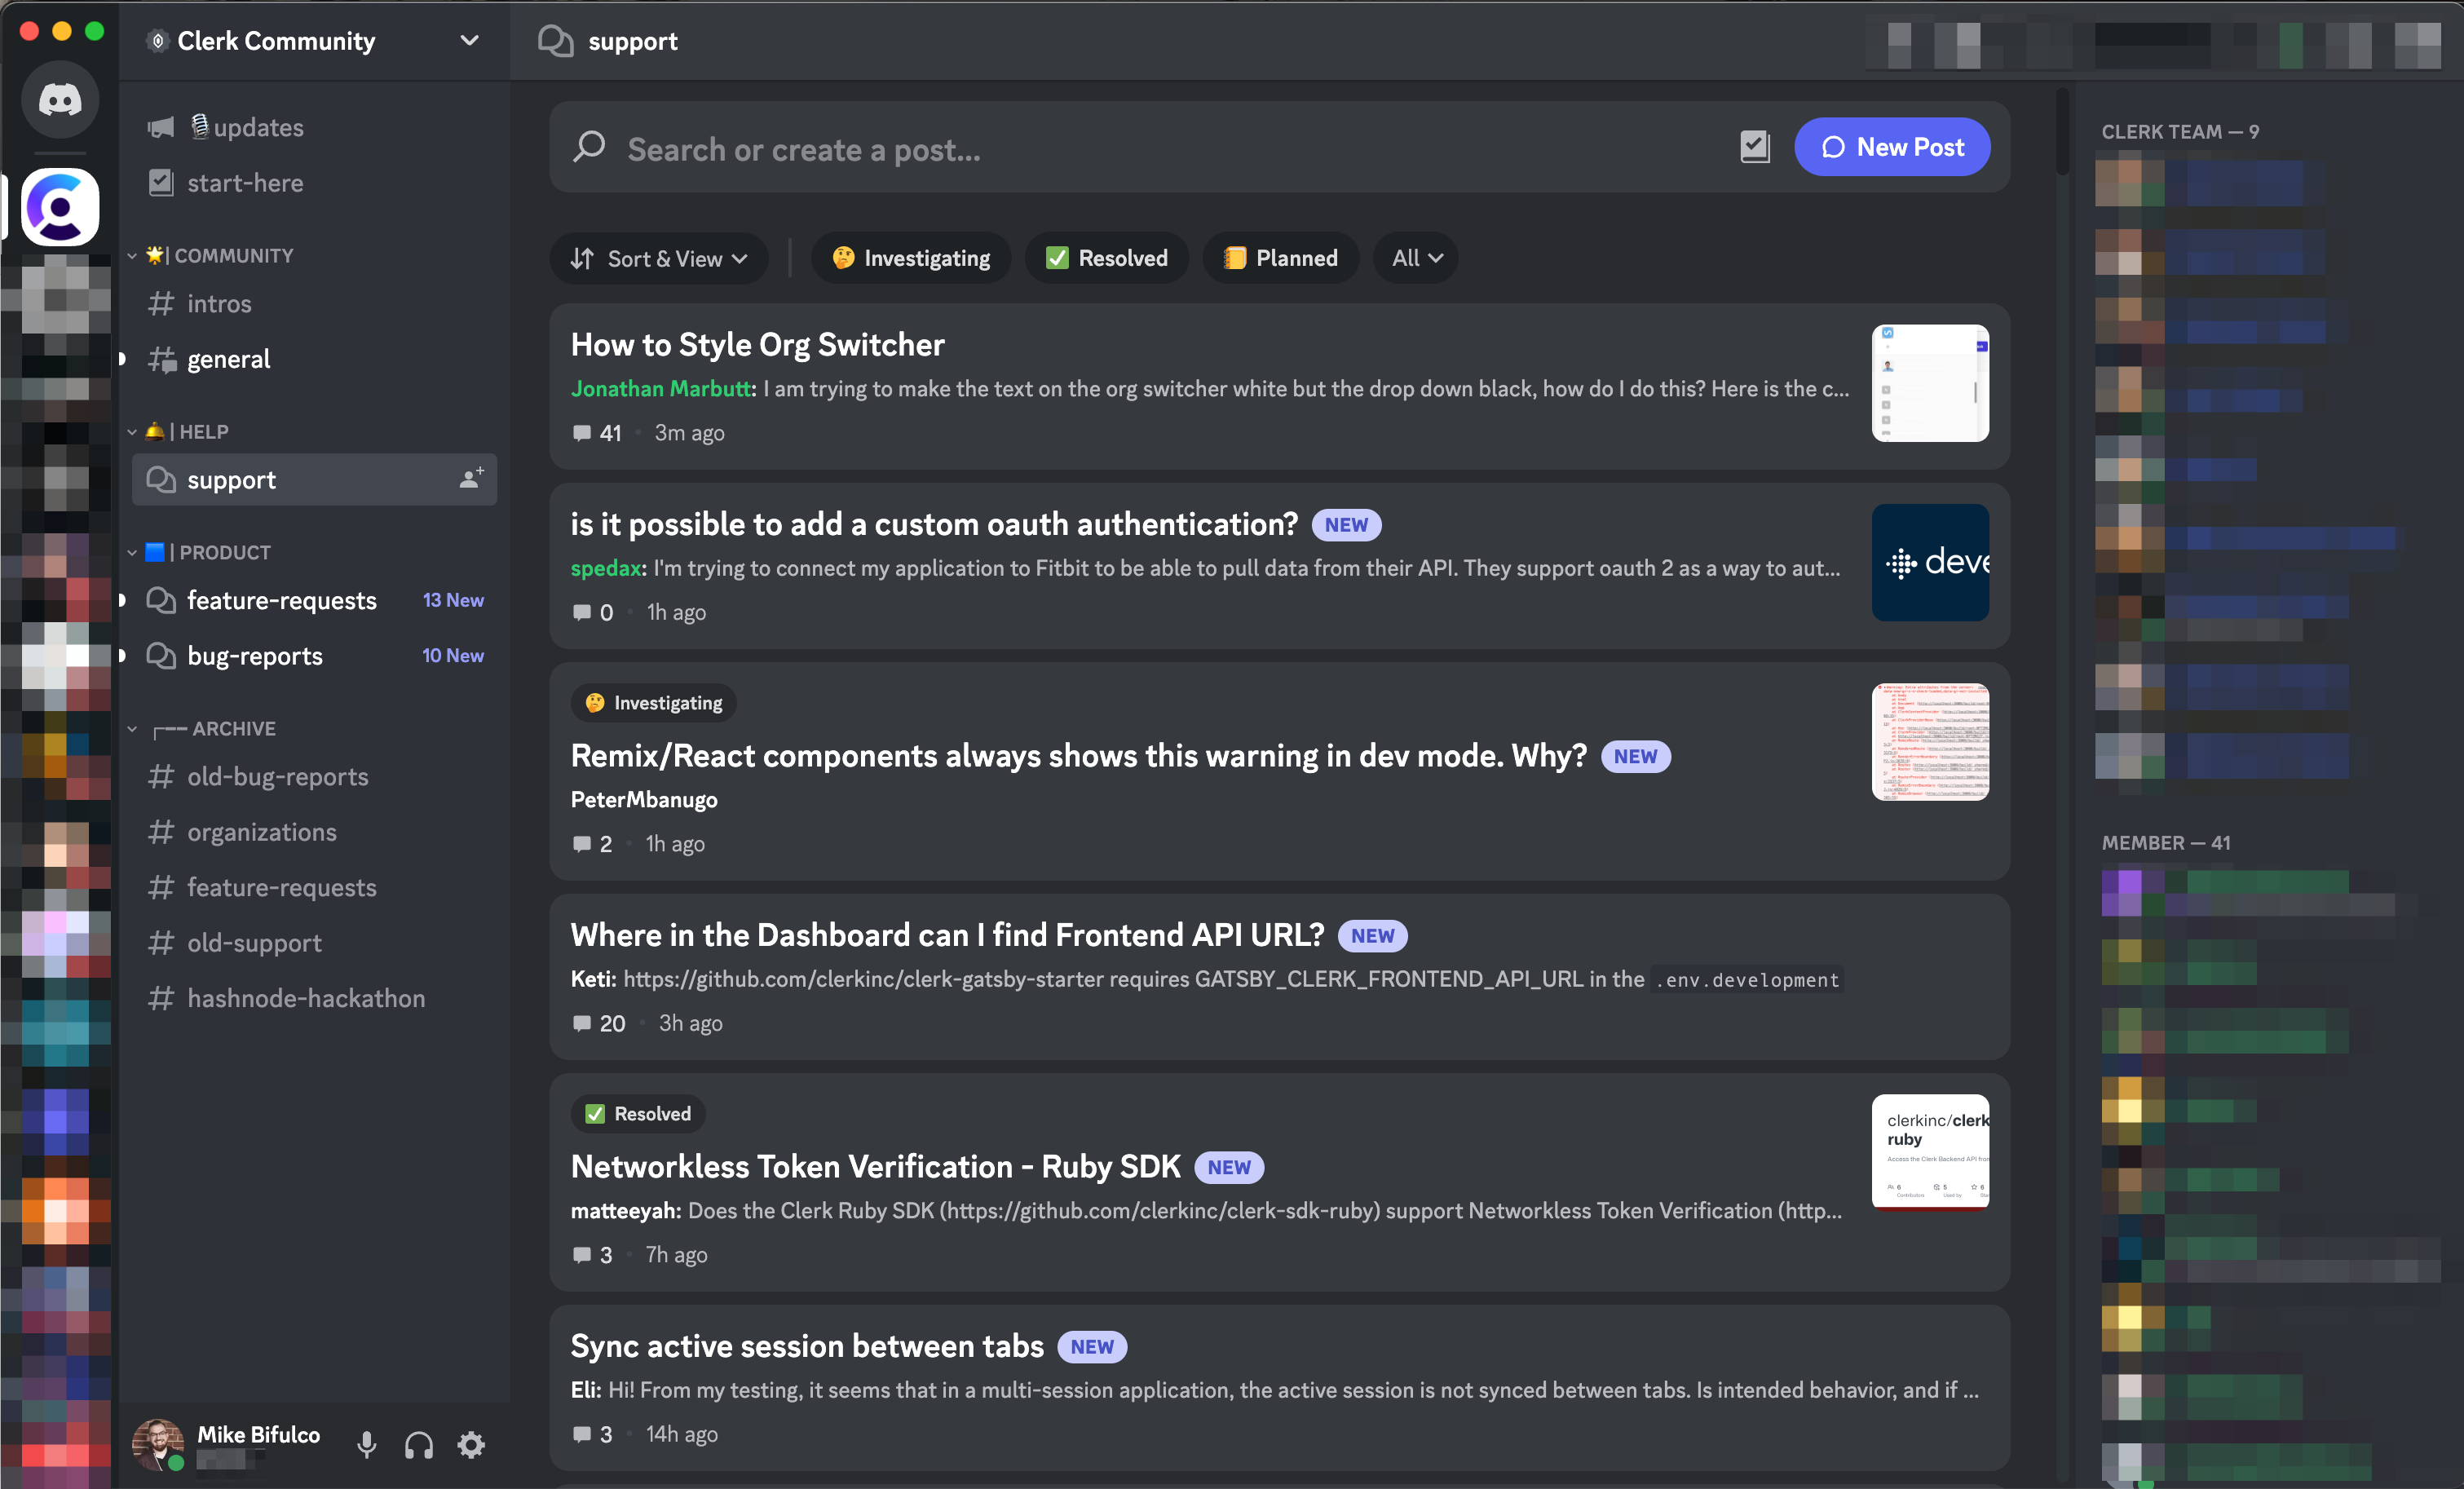 Clerk Community
updates
start-here
| COMMUNITY
intros
general
| HELP
support
| PRODUCT
feature-requests 13 New
bug-reports 10 New
┌── ARCHIVE
old-bug-reports
organizations
feature-requests
old-support
hashnode-hackathon
Mike Bifulco
support
Search or create a post...
New Post
Sort & View
Investigating
Resolved
Planned
All
How to Style Org Switcher
Jonathan Marbutt: I am trying to make the text on the org switcher white but the drop down black, how do I do this? Here is the c...
41 • 3m ago
is it possible to add a custom oauth authentication? NEW
spedax: I'm trying to connect my application to Fitbit to be able to pull data from their API. They support oauth 2 as a way to aut...
0 • 1h ago
deve
Investigating
Remix/React components always shows this warning in dev mode. Why? NEW
PeterMbanugo
2 • 1h ago
Where in the Dashboard can I find Frontend API URL? NEW
Keti: https://github.com/clerkinc/clerk-gatsby-starter requires GATSBY_CLERK_FRONTEND_API_URL in the .env.development
20 • 3h ago
Resolved
Networkless Token Verification - Ruby SDK NEW
matteeyah: Does the Clerk Ruby SDK (https://github.com/clerkinc/clerk-sdk-ruby) support Networkless Token Verification (http...
3 • 7h ago
clerkinc/clerk
ruby
Access the Clerk Backend API from
6 5 6
Contributors Used by
Sync active session between tabs NEW
Eli: Hi! From my testing, it seems that in a multi-session application, the active session is not synced between tabs. Is intended behavior, and if ...
3 • 14h ago
CLERK TEAM — 9
MEMBER — 41